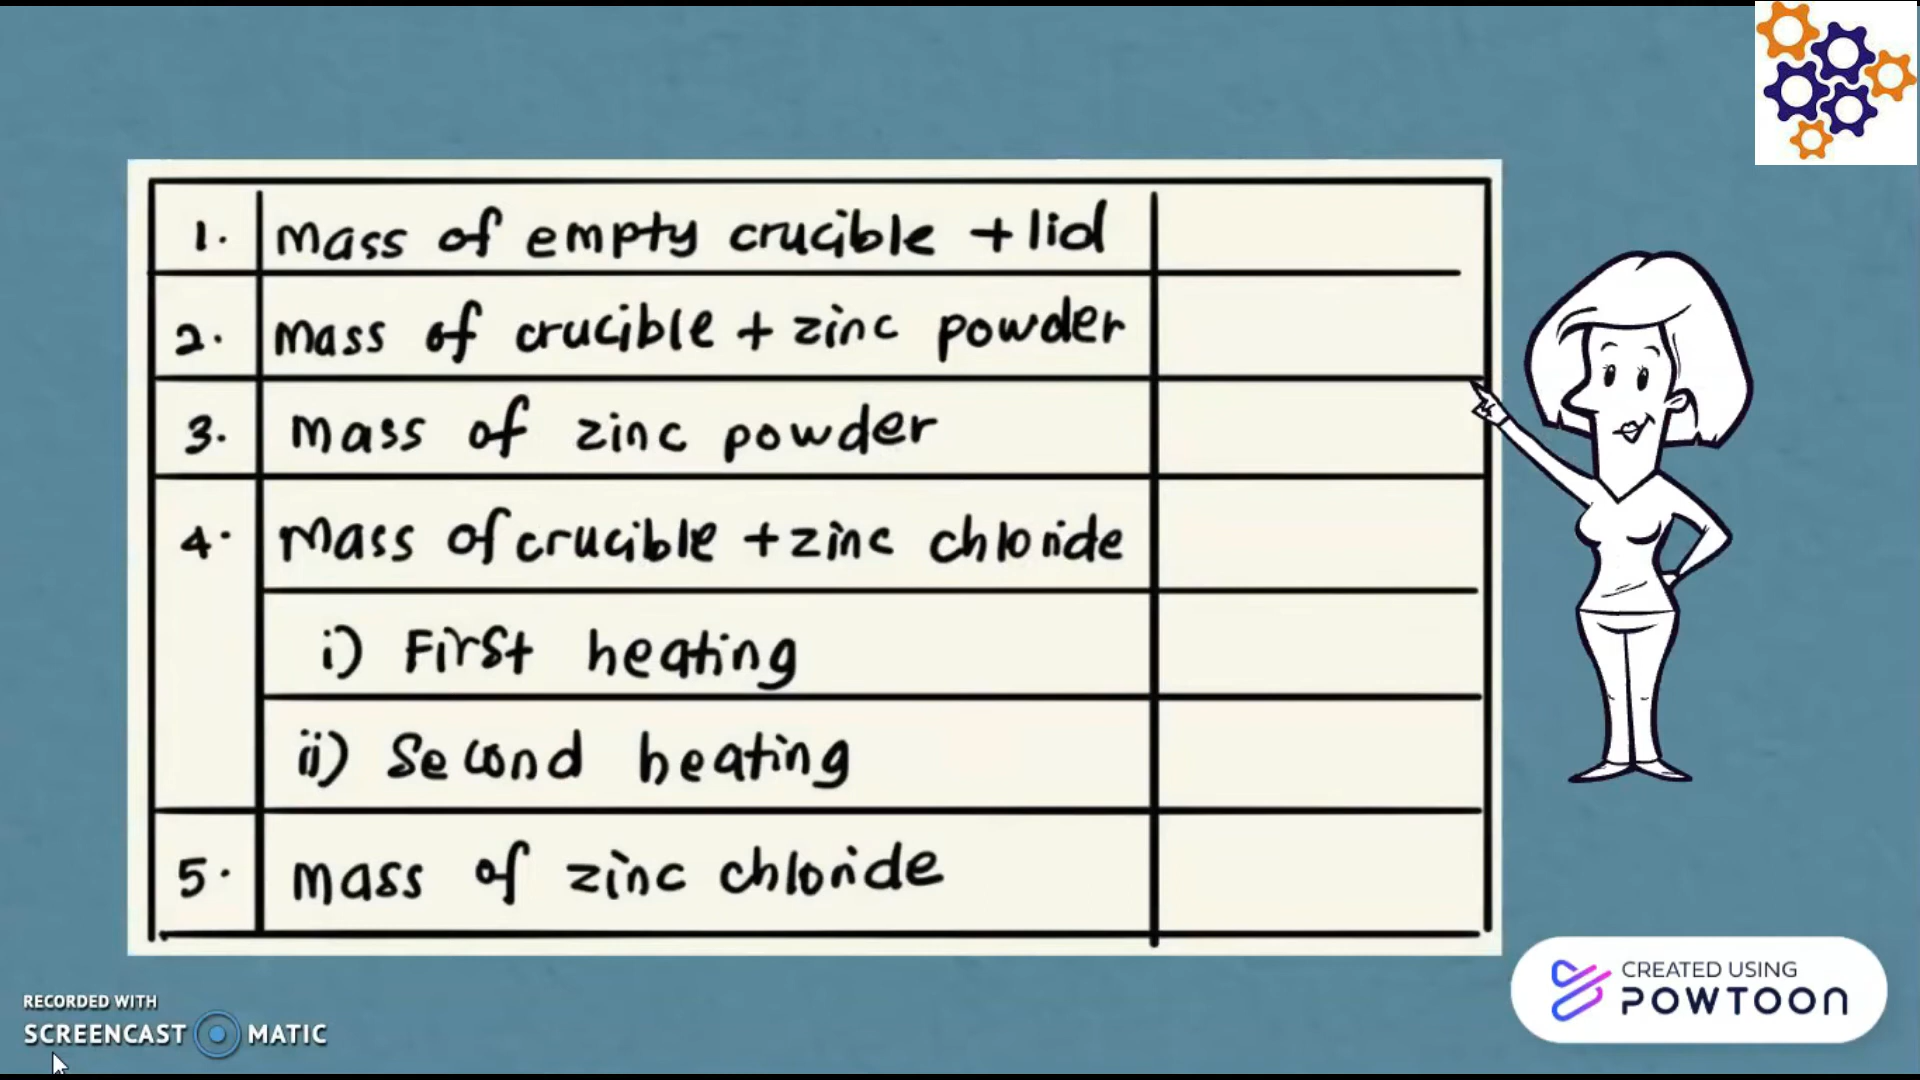 1. mass of empty crucible + lid
2. mass of crucible + zinc powder
3. mass of zinc powder
4. mass of crucible + zinc chloride
i) First heating
ii) Second heating
5. mass of zinc chloride
RECORDED WITH
SCREENCAST MATIC
CREATED USING
POWTOON